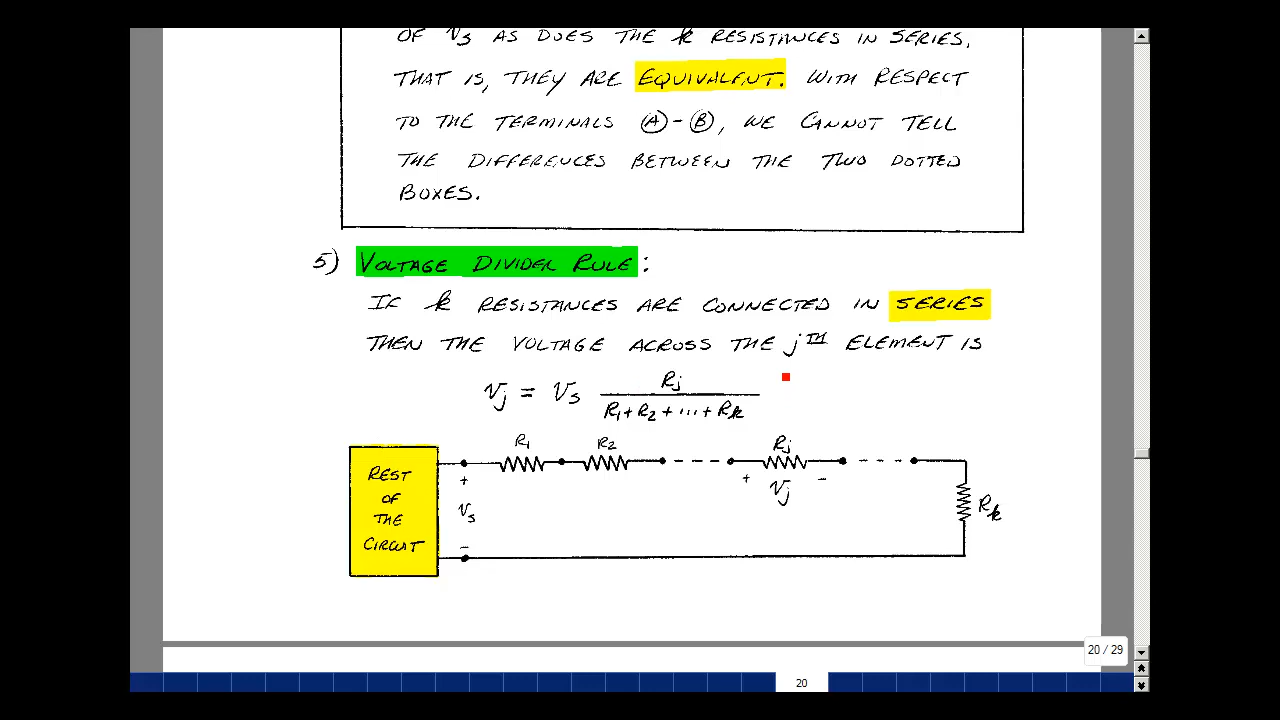 OF Vs AS DOES THE k RESISTANCES IN SERIES.
THAT IS, THEY ARE EQUIVALENT. WITH RESPECT
TO THE TERMINALS Ⓐ-Ⓑ, WE CANNOT TELL
THE DIFFERENCES BETWEEN THE TWO DOTTED
BOXES.
5) VOLTAGE DIVIDER RULE:
IF k RESISTANCES ARE CONNECTED IN SERIES
THEN THE VOLTAGE ACROSS THE jTH ELEMENT IS
Vj = Vs Rj / R1+R2+...+Rk
R1 R2 Rj
+ Vj -
REST
OF
THE
CIRCUIT
+
Vs
-
Rk
20 / 29
20